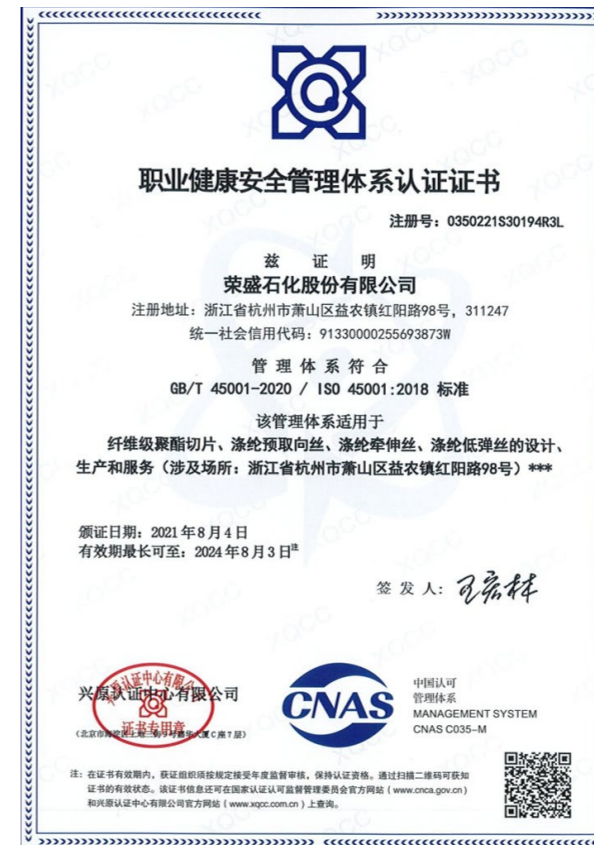 职业健康安全管理体系认证证书
注册号：0350221S30194R3L
兹 证 明
荣盛石化股份有限公司
注册地址：浙江省杭州市萧山区益农镇红阳路98号，311247
统一社会信用代码：91330000255693873W
管 理 体 系 符 合
GB/T 45001-2020 / ISO 45001:2018 标准
该管理体系适用于
纤维级聚酯切片、涤纶预取向丝、涤纶牵伸丝、涤纶低弹丝的设计、
生产和服务（涉及场所：浙江省杭州市萧山区益农镇红阳路98号）***
颁证日期：2021年8月4日
有效期最长可至：2024年8月3日注
签 发 人：
兴原认证中心有限公司
证书专用章
CNAS
中国认可
管理体系
MANAGEMENT SYSTEM
CNAS C035-M
注：在证书有效期内，获证组织须按规定接受年度监督审核，保持认证资格。通过扫描二维码可获知
证书的有效状态。该证书信息还可在国家认证认可监督管理委员会官方网站（www.cnca.gov.cn）
和兴原认证中心有限公司官方网站（www.xqcc.com.cn）上查询。